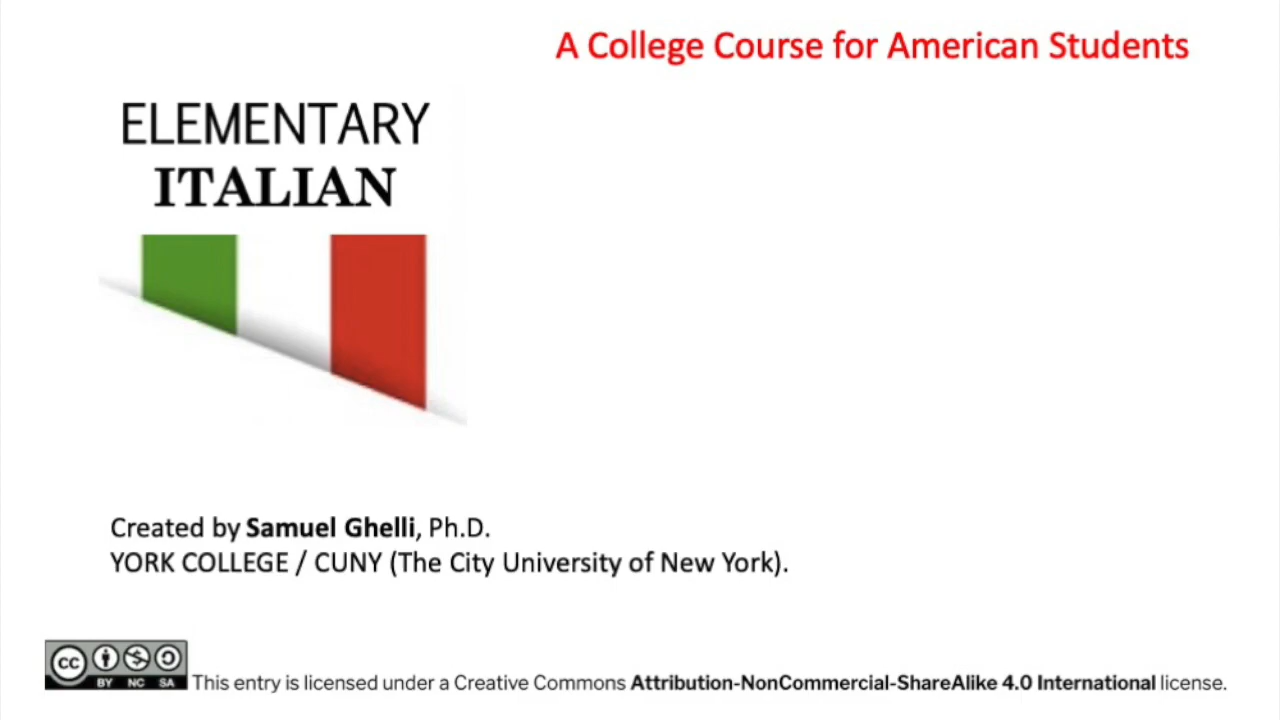 A College Course for American Students
ELEMENTARY
ITALIAN
Created by Samuel Ghelli, Ph.D.
YORK COLLEGE / CUNY (The City University of New York).
CC BY NC SA
This entry is licensed under a Creative Commons Attribution-NonCommercial-ShareAlike 4.0 International license.